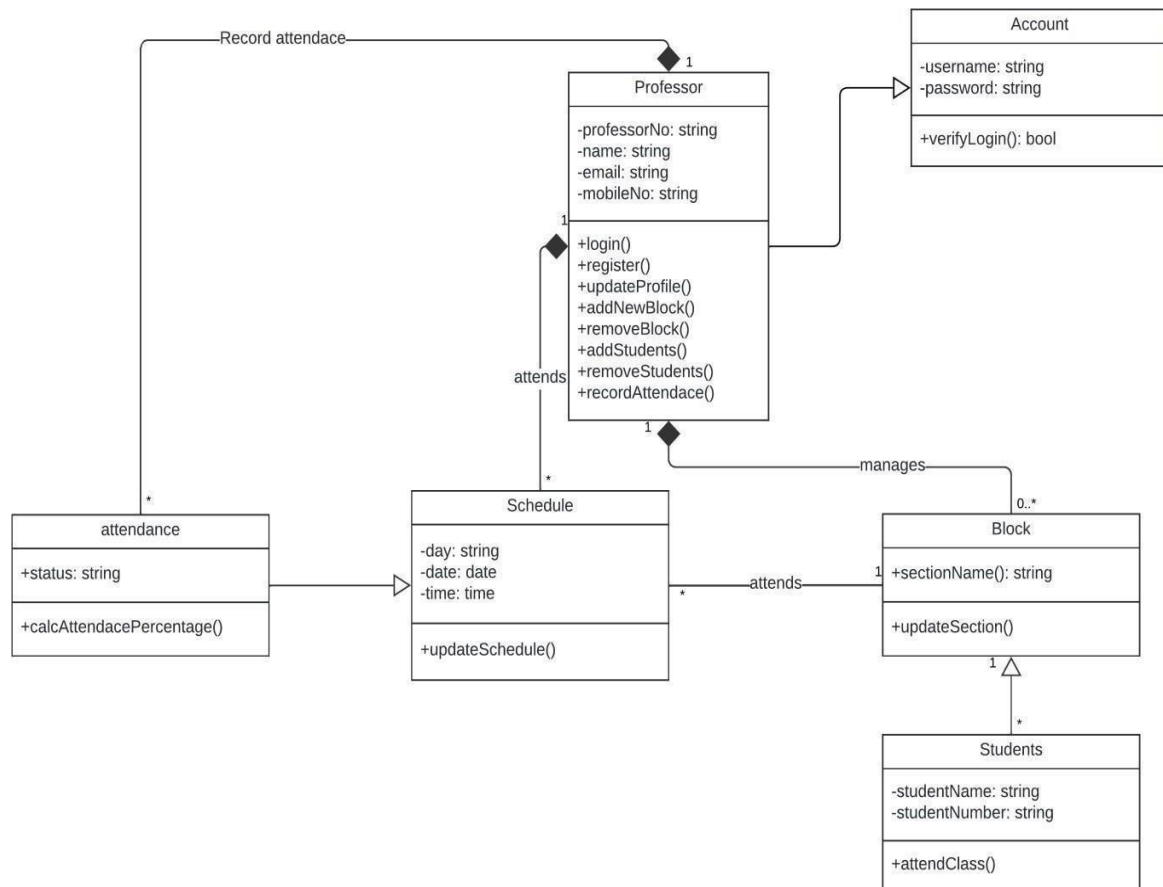 Record attendace
1
Professor
-professorNo: string
-name: string
-email: string
-mobileNo: string
+login()
+register()
+updateProfile()
+addNewBlock()
+removeBlock()
+addStudents()
+removeStudents()
+recordAttendace()
Account
-username: string
-password: string
+verifyLogin(): bool
1
attends
*
1
manages
0..*
*
attendance
+status: string
+calcAttendacePercentage()
Schedule
-day: string
-date: date
-time: time
+updateSchedule()
*
attends
1
Block
+sectionName(): string
+updateSection()
1
*
Students
-studentName: string
-studentNumber: string
+attendClass()